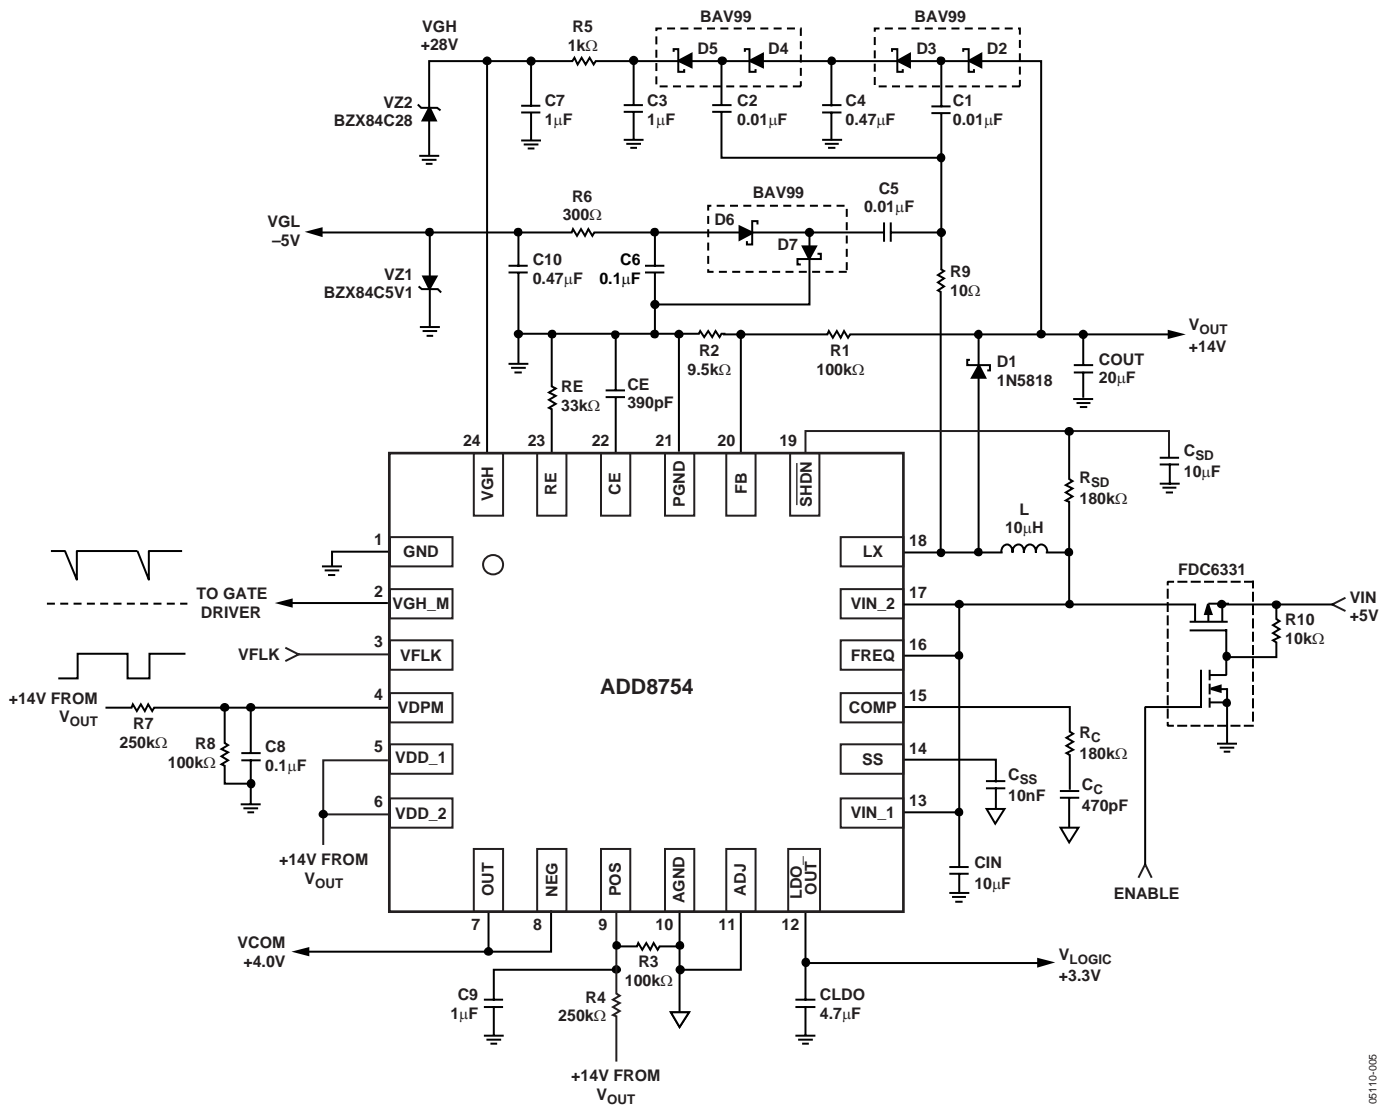 BAV99
BAV99
VGH
+28V
R5
1kΩ
D5
D4
D3
D2
VZ2
BZX84C28
C7
1μF
C3
1μF
C2
0.01μF
C4
0.47μF
C1
0.01μF
BAV99
VGL
–5V
R6
300Ω
D6
D7
C5
0.01μF
VZ1
BZX84C5V1
C10
0.47μF
C6
0.1μF
R9
10Ω
VOUT
+14V
R2
9.5kΩ
R1
100kΩ
D1
1N5818
COUT
20μF
RE
33kΩ
CE
390pF
24
23
22
21
20
19
VGH
RE
CE
PGND
FB
SHDN
CSD
10μF
RSD
180kΩ
L
10μH
1
GND
18
LX
TO GATE
DRIVER
2
VGH_M
17
VIN_2
FDC6331
VIN
+5V
R10
10kΩ
VFLK
3
VFLK
16
FREQ
ADD8754
+14V FROM
VOUT
R7
250kΩ
4
VDPM
15
COMP
R8
100kΩ
C8
0.1μF
RC
180kΩ
5
VDD_1
14
SS
CSS
10nF
CC
470pF
6
VDD_2
13
VIN_1
+14V FROM
VOUT
OUT
NEG
POS
AGND
ADJ
LDO_
OUT
CIN
10μF
ENABLE
7
8
9
10
11
12
VCOM
+4.0V
R3
100kΩ
VLOGIC
+3.3V
C9
1μF
R4
250kΩ
CLDO
4.7μF
+14V FROM
VOUT
05110-005